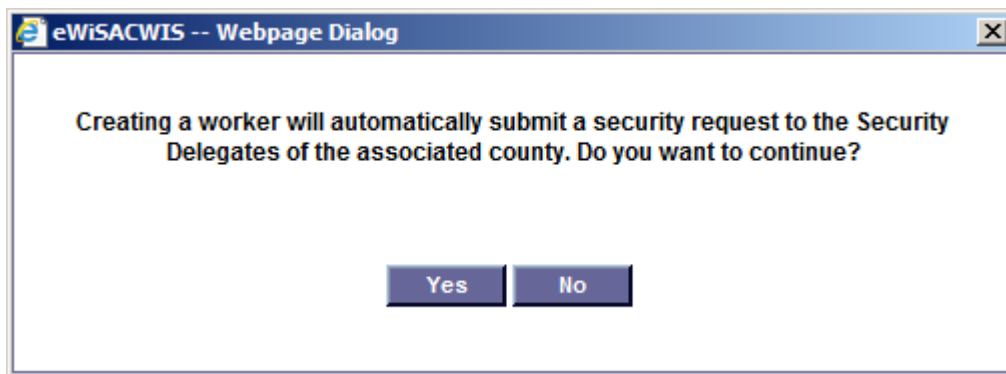 eWiSACWIS -- Webpage Dialog
Creating a worker will automatically submit a security request to the Security
Delegates of the associated county. Do you want to continue?
Yes No